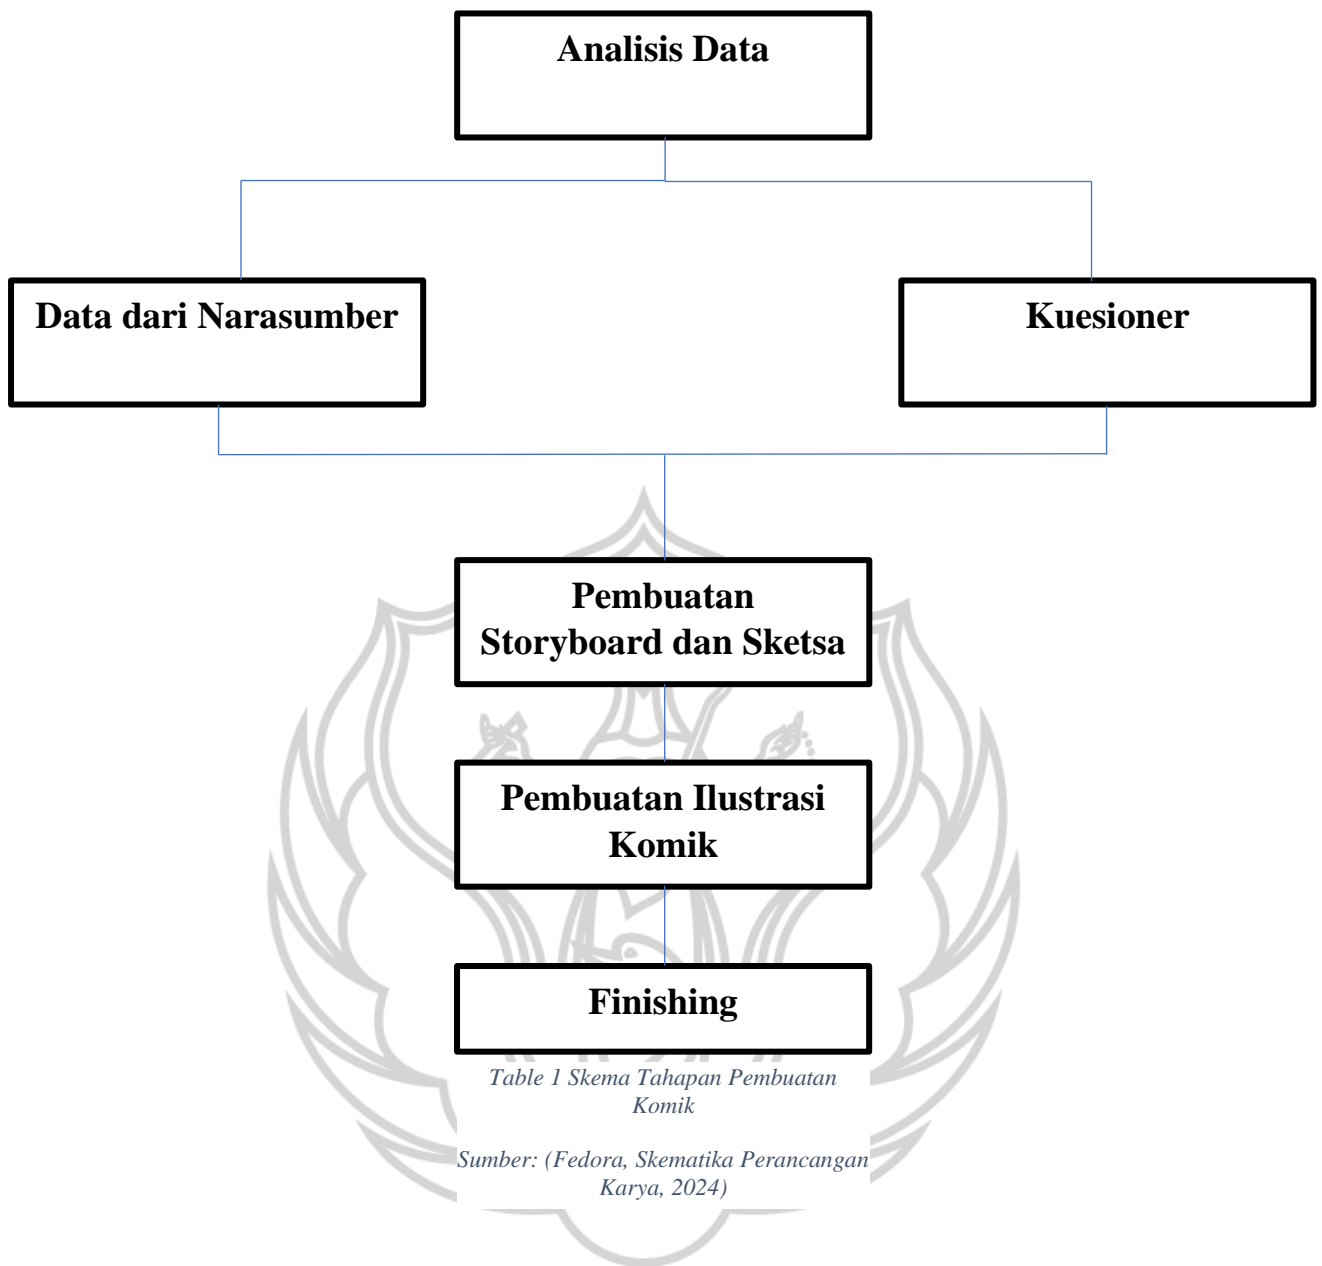 Analisis Data
Data dari Narasumber
Kuesioner
Pembuatan
Storyboard dan Sketsa
Pembuatan Ilustrasi
Komik
Finishing
Table 1 Skema Tahapan Pembuatan
Komik
Sumber: (Fedora, Skematika Perancangan
Karya, 2024)